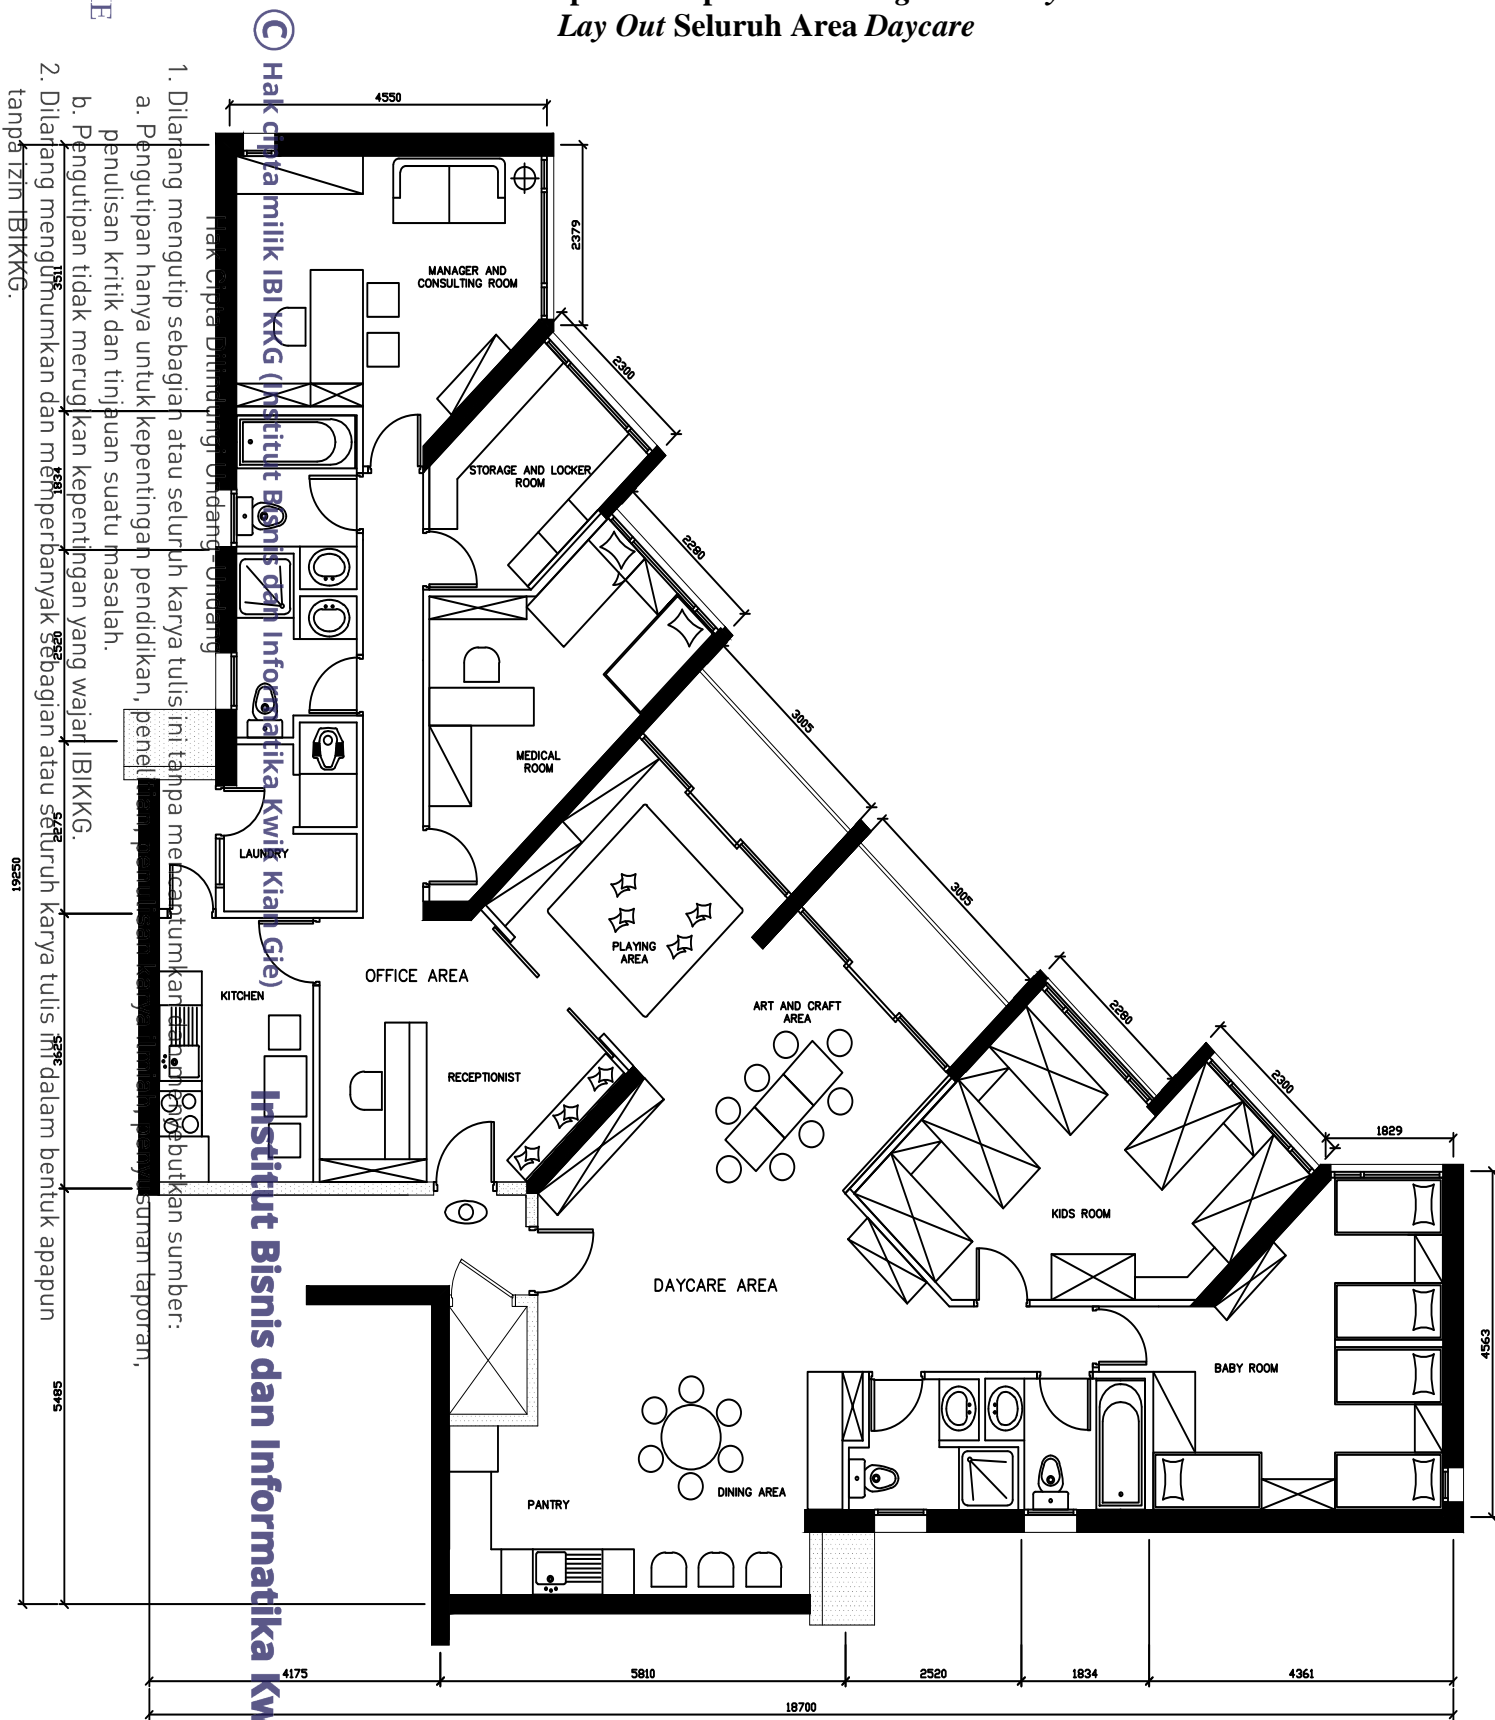 Lay Out Seluruh Area Daycare
© Hak cipta milik IBI KKG (Institut Bisnis dan Informatika Kwik Kian Gie)
Institut Bisnis dan Informatika Kw
Hak Cipta Dilindungi Undang-Undang
1. Dilarang mengutip sebagian atau seluruh karya tulis ini tanpa mencantumkan dan menyebutkan sumber:
a. Pengutipan hanya untuk kepentingan pendidikan, penelitian, penulisan karya ilmiah, penyusunan laporan,
penulisan kritik dan tinjauan suatu masalah.
b. Pengutipan tidak merugikan kepentingan yang wajar IBIKKG.
2. Dilarang mengumumkan dan memperbanyak sebagian atau seluruh karya tulis ini dalam bentuk apapun
tanpa izin IBIKKG.
4550
2379
MANAGER AND
CONSULTING ROOM
3511
2300
STORAGE AND LOCKER
ROOM
1834
2280
2520
3005
MEDICAL
ROOM
2275
LAUNDRY
19250
3005
PLAYING
AREA
OFFICE AREA
KITCHEN
ART AND CRAFT
AREA
2280
3625
RECEPTIONIST
2300
1829
KIDS ROOM
DAYCARE AREA
4563
BABY ROOM
5485
DINING AREA
PANTRY
4175
5810
2520
1834
4361
18700